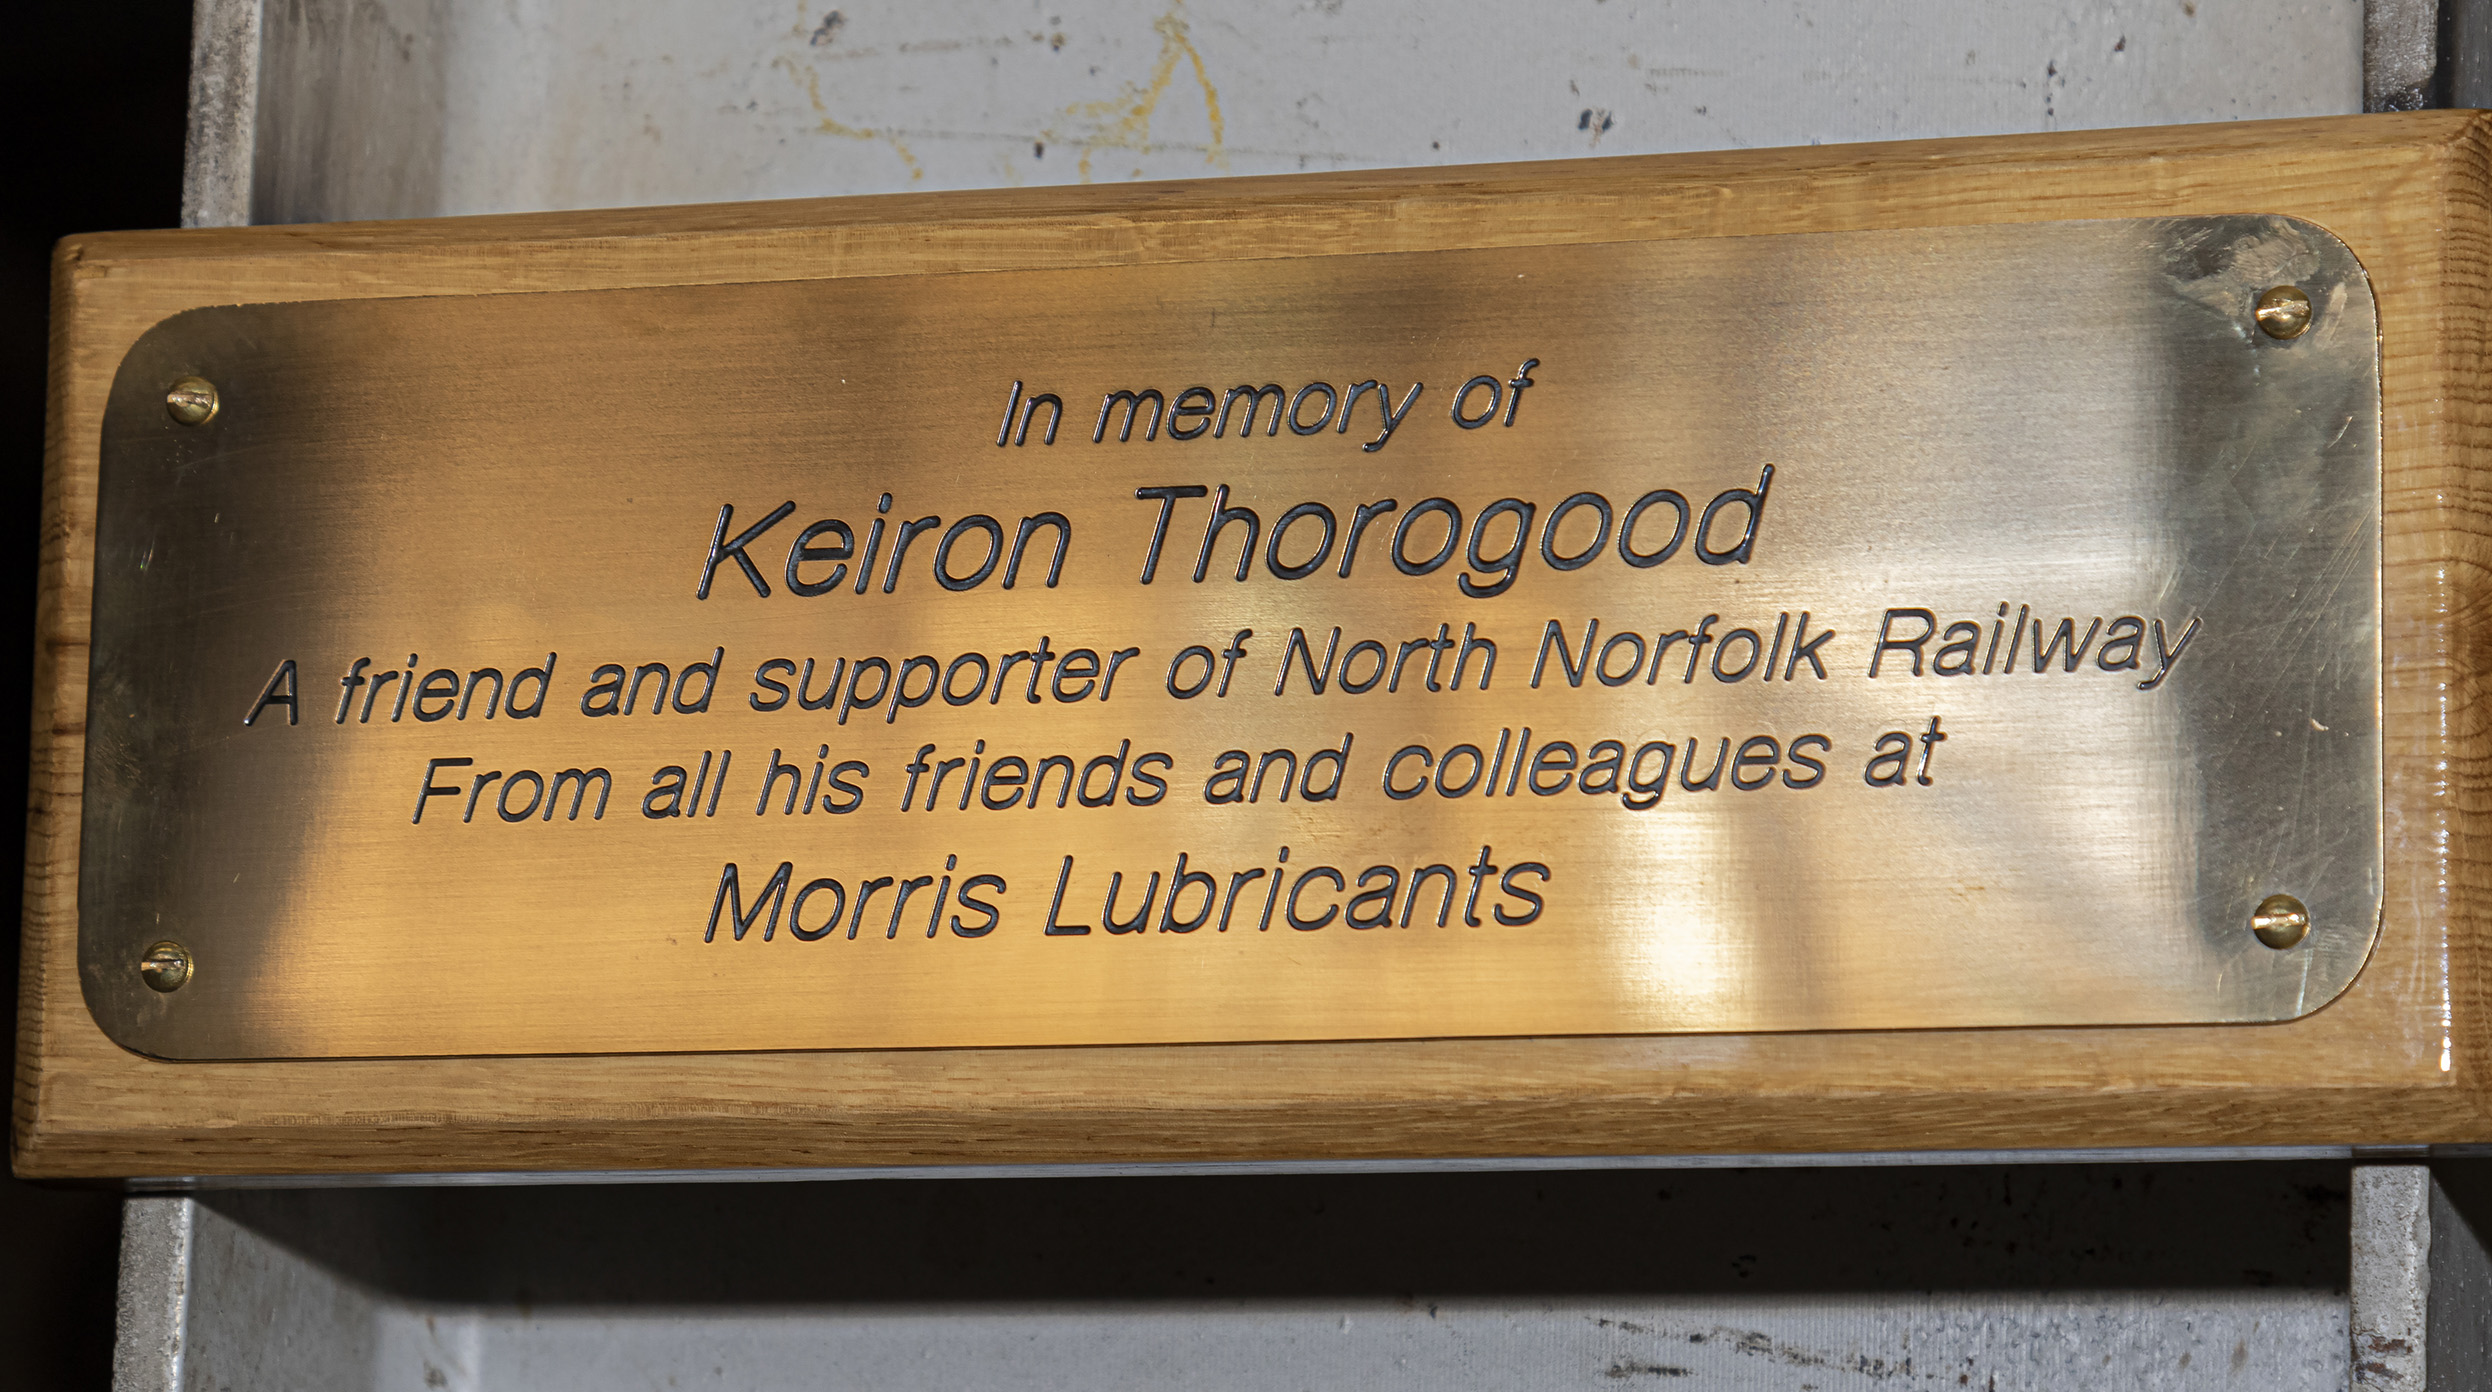 In memory of
Keiron Thorogood
A friend and supporter of North Norfolk Railway
From all his friends and colleagues at
Morris Lubricants